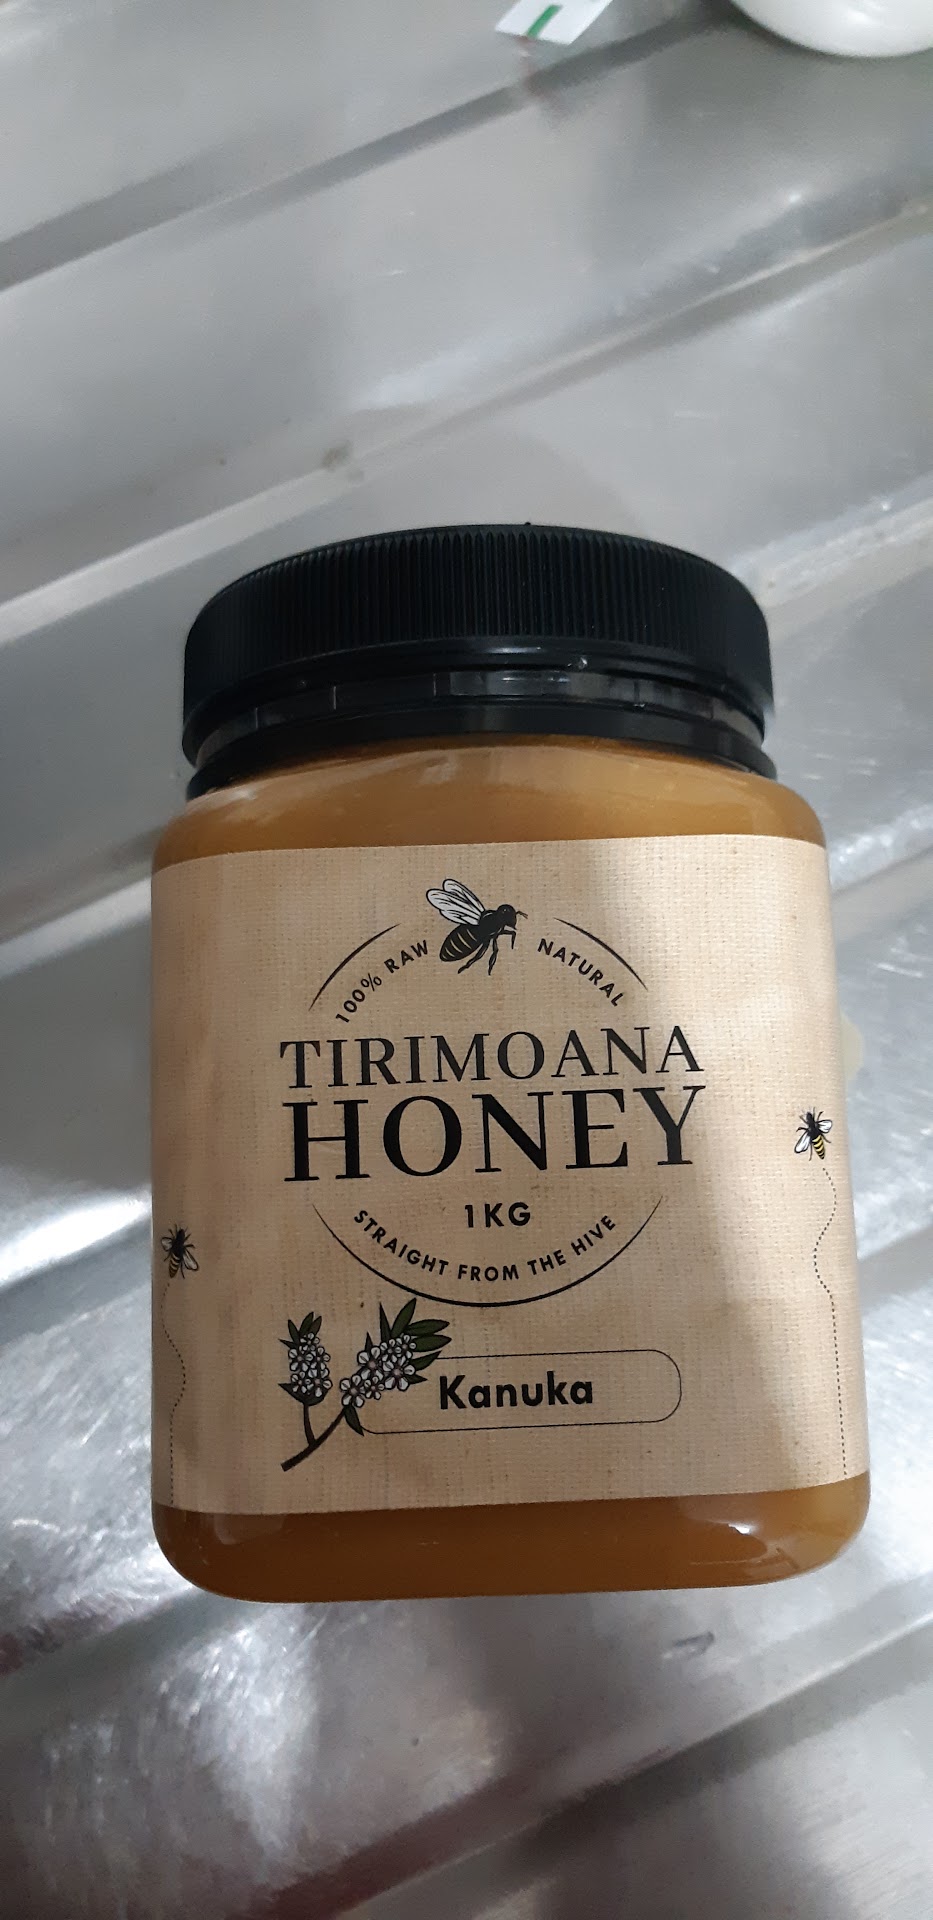 100% RAW NATURAL
TIRIMOANA
HONEY
1KG
STRAIGHT FROM THE HIVE
Kanuka